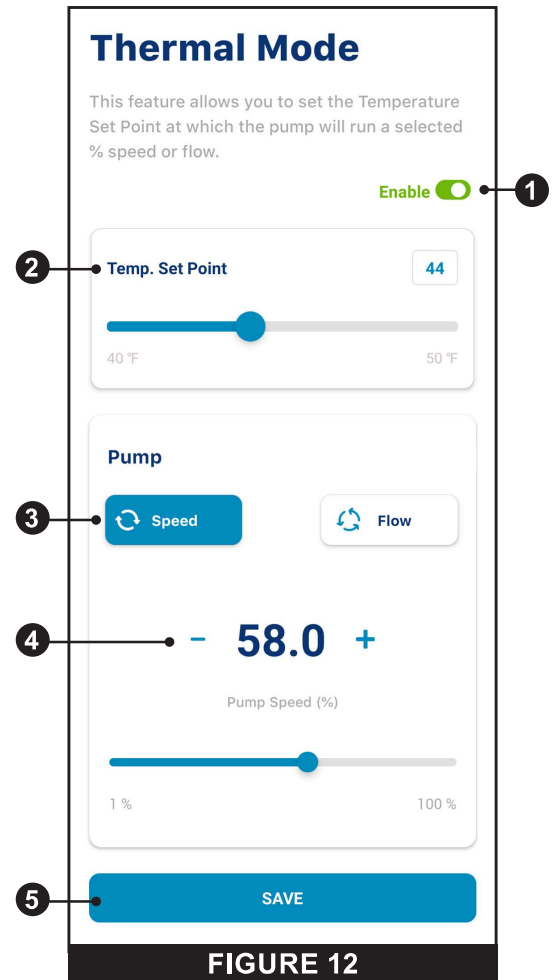 Thermal Mode
This feature allows you to set the Temperature
Set Point at which the pump will run a selected
% speed or flow.
Enable 1
2 Temp. Set Point 44
40 °F 50 °F
Pump
3 Speed Flow
4 - 58.0 +
Pump Speed (%)
1 % 100 %
5 SAVE
FIGURE 12